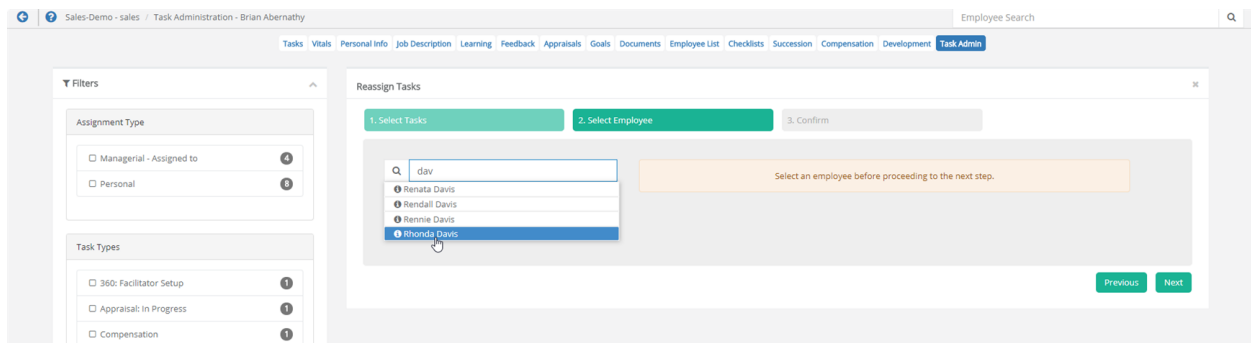 Sales-Demo - sales / Task Administration - Brian Abernathy
Employee Search
Tasks Vitals Personal Info Job Description Learning Feedback Appraisals Goals Documents Employee List Checklists Succession Compensation Development Task Admin
Filters
Assignment Type
Managerial - Assigned to 4
Personal 8
Task Types
360: Facilitator Setup 1
Appraisal: In Progress 1
Compensation 1
Reassign Tasks
1. Select Tasks 2. Select Employee 3. Confirm
dav
Renata Davis
Rendall Davis
Rennie Davis
Rhonda Davis
Select an employee before proceeding to the next step.
Previous Next